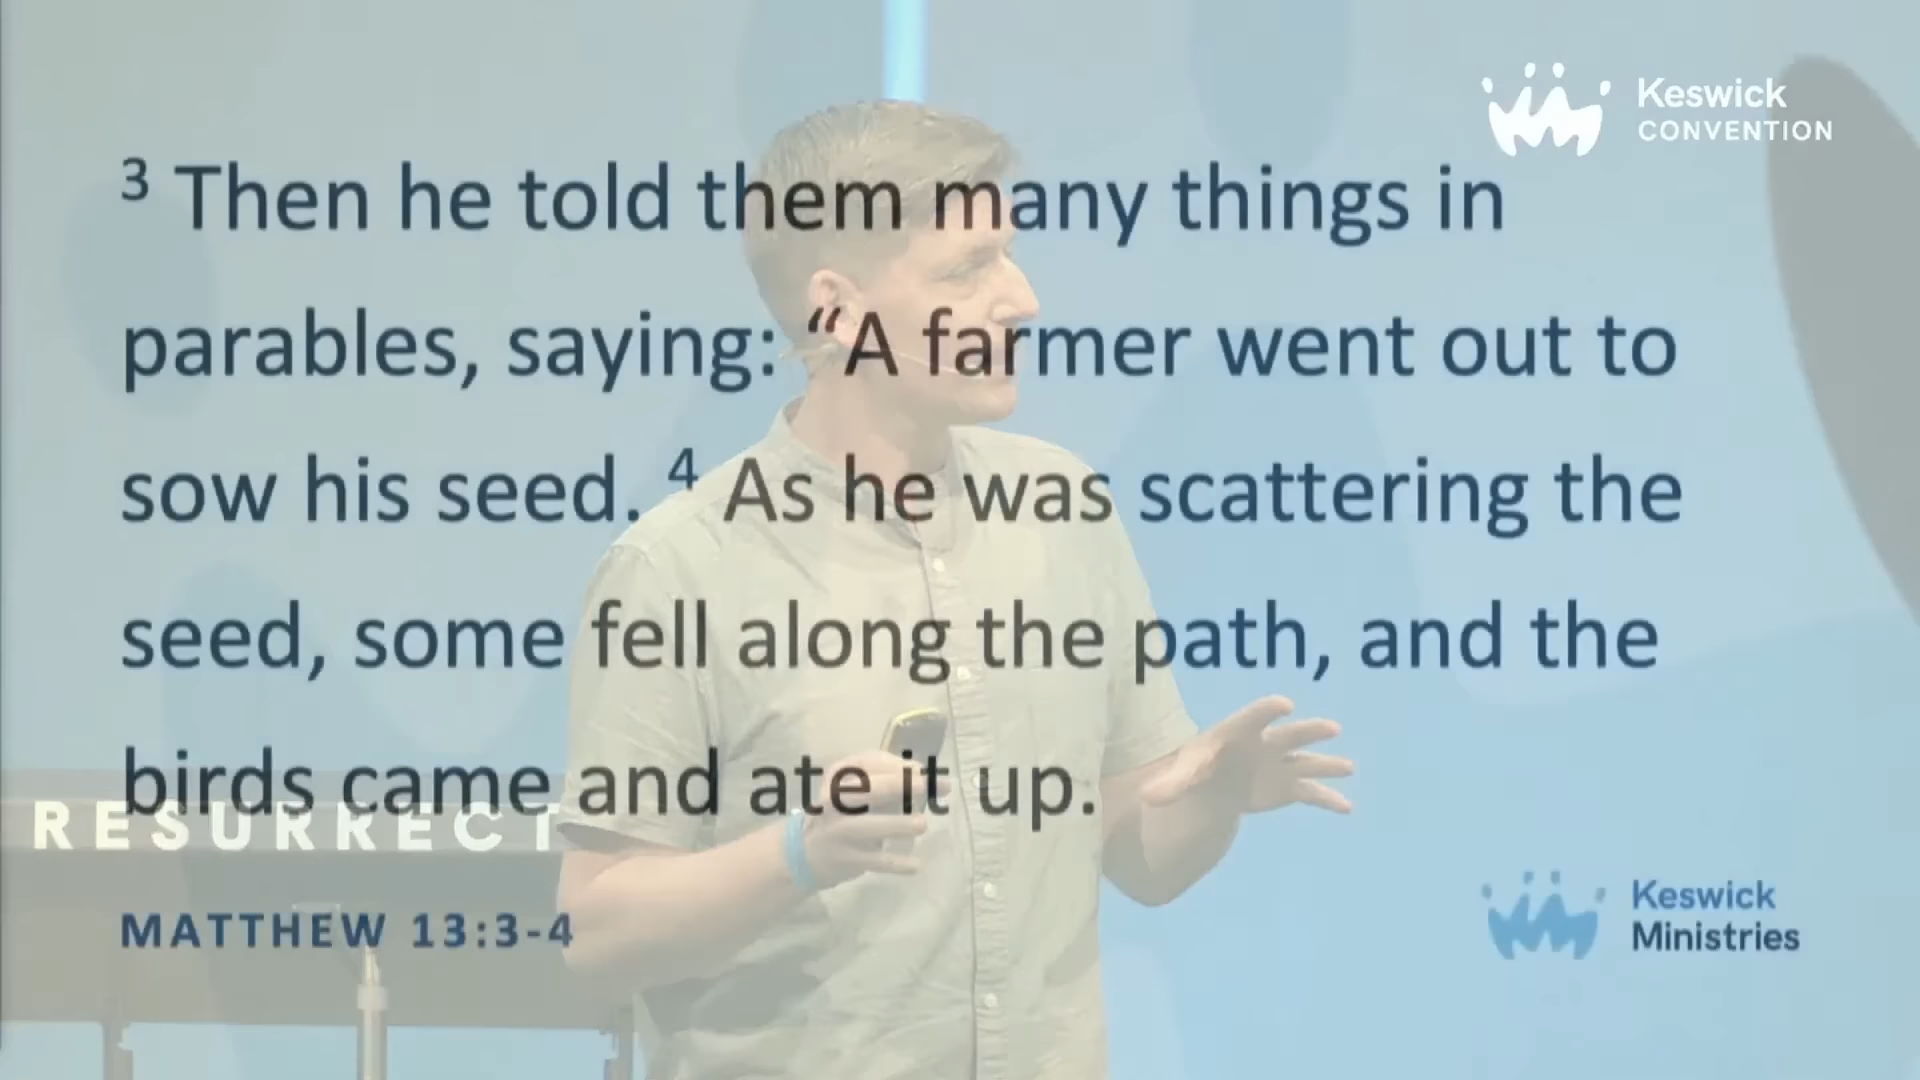 Keswick
CONVENTION
³ Then he told them many things in
parables, saying: “A farmer went out to
sow his seed. ⁴ As he was scattering the
seed, some fell along the path, and the
birds came and ate it up.
RESURRECT
MATTHEW 13:3-4
Keswick
Ministries